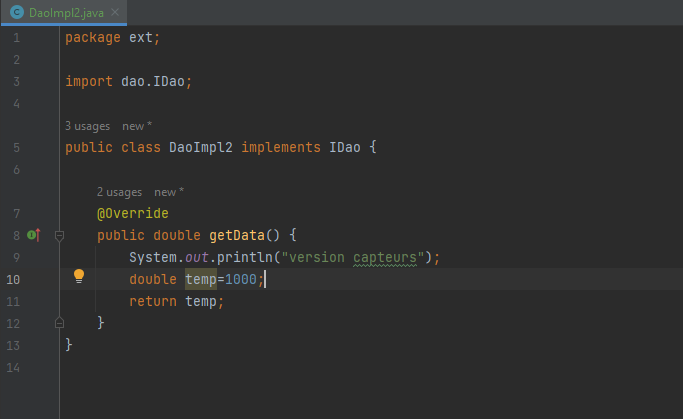 DaoImpl2.java
1 package ext;
2
3 import dao.IDao;
4
3 usages new *
5 public class DaoImpl2 implements IDao {
6
2 usages new *
7 @Override
8 public double getData() {
9 System.out.println("version capteurs");
10 double temp=1000;
11 return temp;
12 }
13 }
14